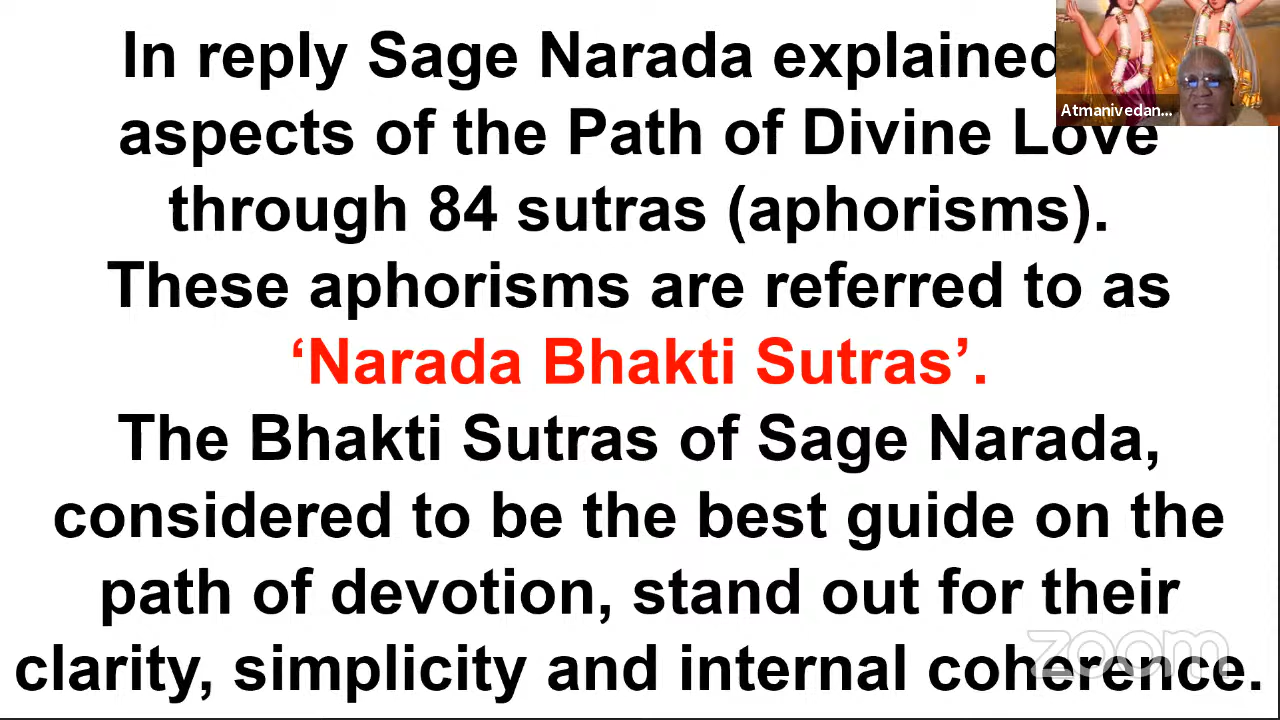 In reply Sage Narada explained
Atmanivedan...
aspects of the Path of Divine Love
through 84 sutras (aphorisms).
These aphorisms are referred to as
‘Narada Bhakti Sutras’.
The Bhakti Sutras of Sage Narada,
considered to be the best guide on the
path of devotion, stand out for their
clarity, simplicity and internal coherence.
zoom